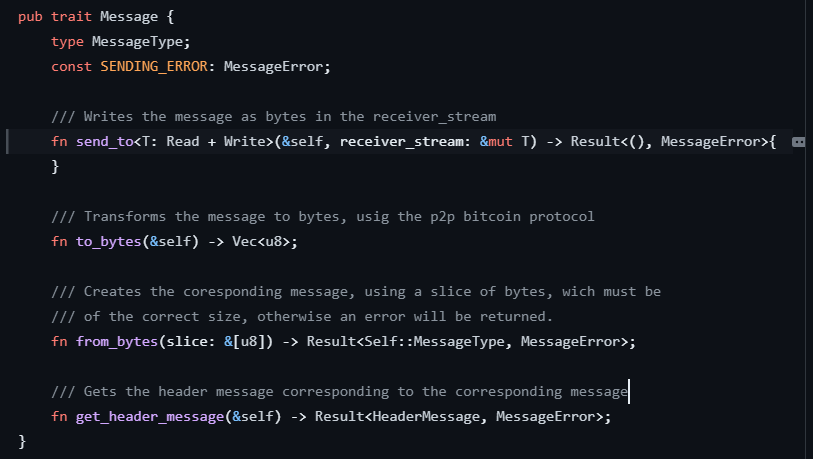 pub trait Message {
    type MessageType;
    const SENDING_ERROR: MessageError;

    /// Writes the message as bytes in the receiver_stream
    fn send_to<T: Read + Write>(&self, receiver_stream: &mut T) -> Result<(), MessageError>{
    }

    /// Transforms the message to bytes, usig the p2p bitcoin protocol
    fn to_bytes(&self) -> Vec<u8>;

    /// Creates the coresponding message, using a slice of bytes, wich must be
    /// of the correct size, otherwise an error will be returned.
    fn from_bytes(slice: &[u8]) -> Result<Self::MessageType, MessageError>;

    /// Gets the header message corresponding to the corresponding message
    fn get_header_message(&self) -> Result<HeaderMessage, MessageError>;
}